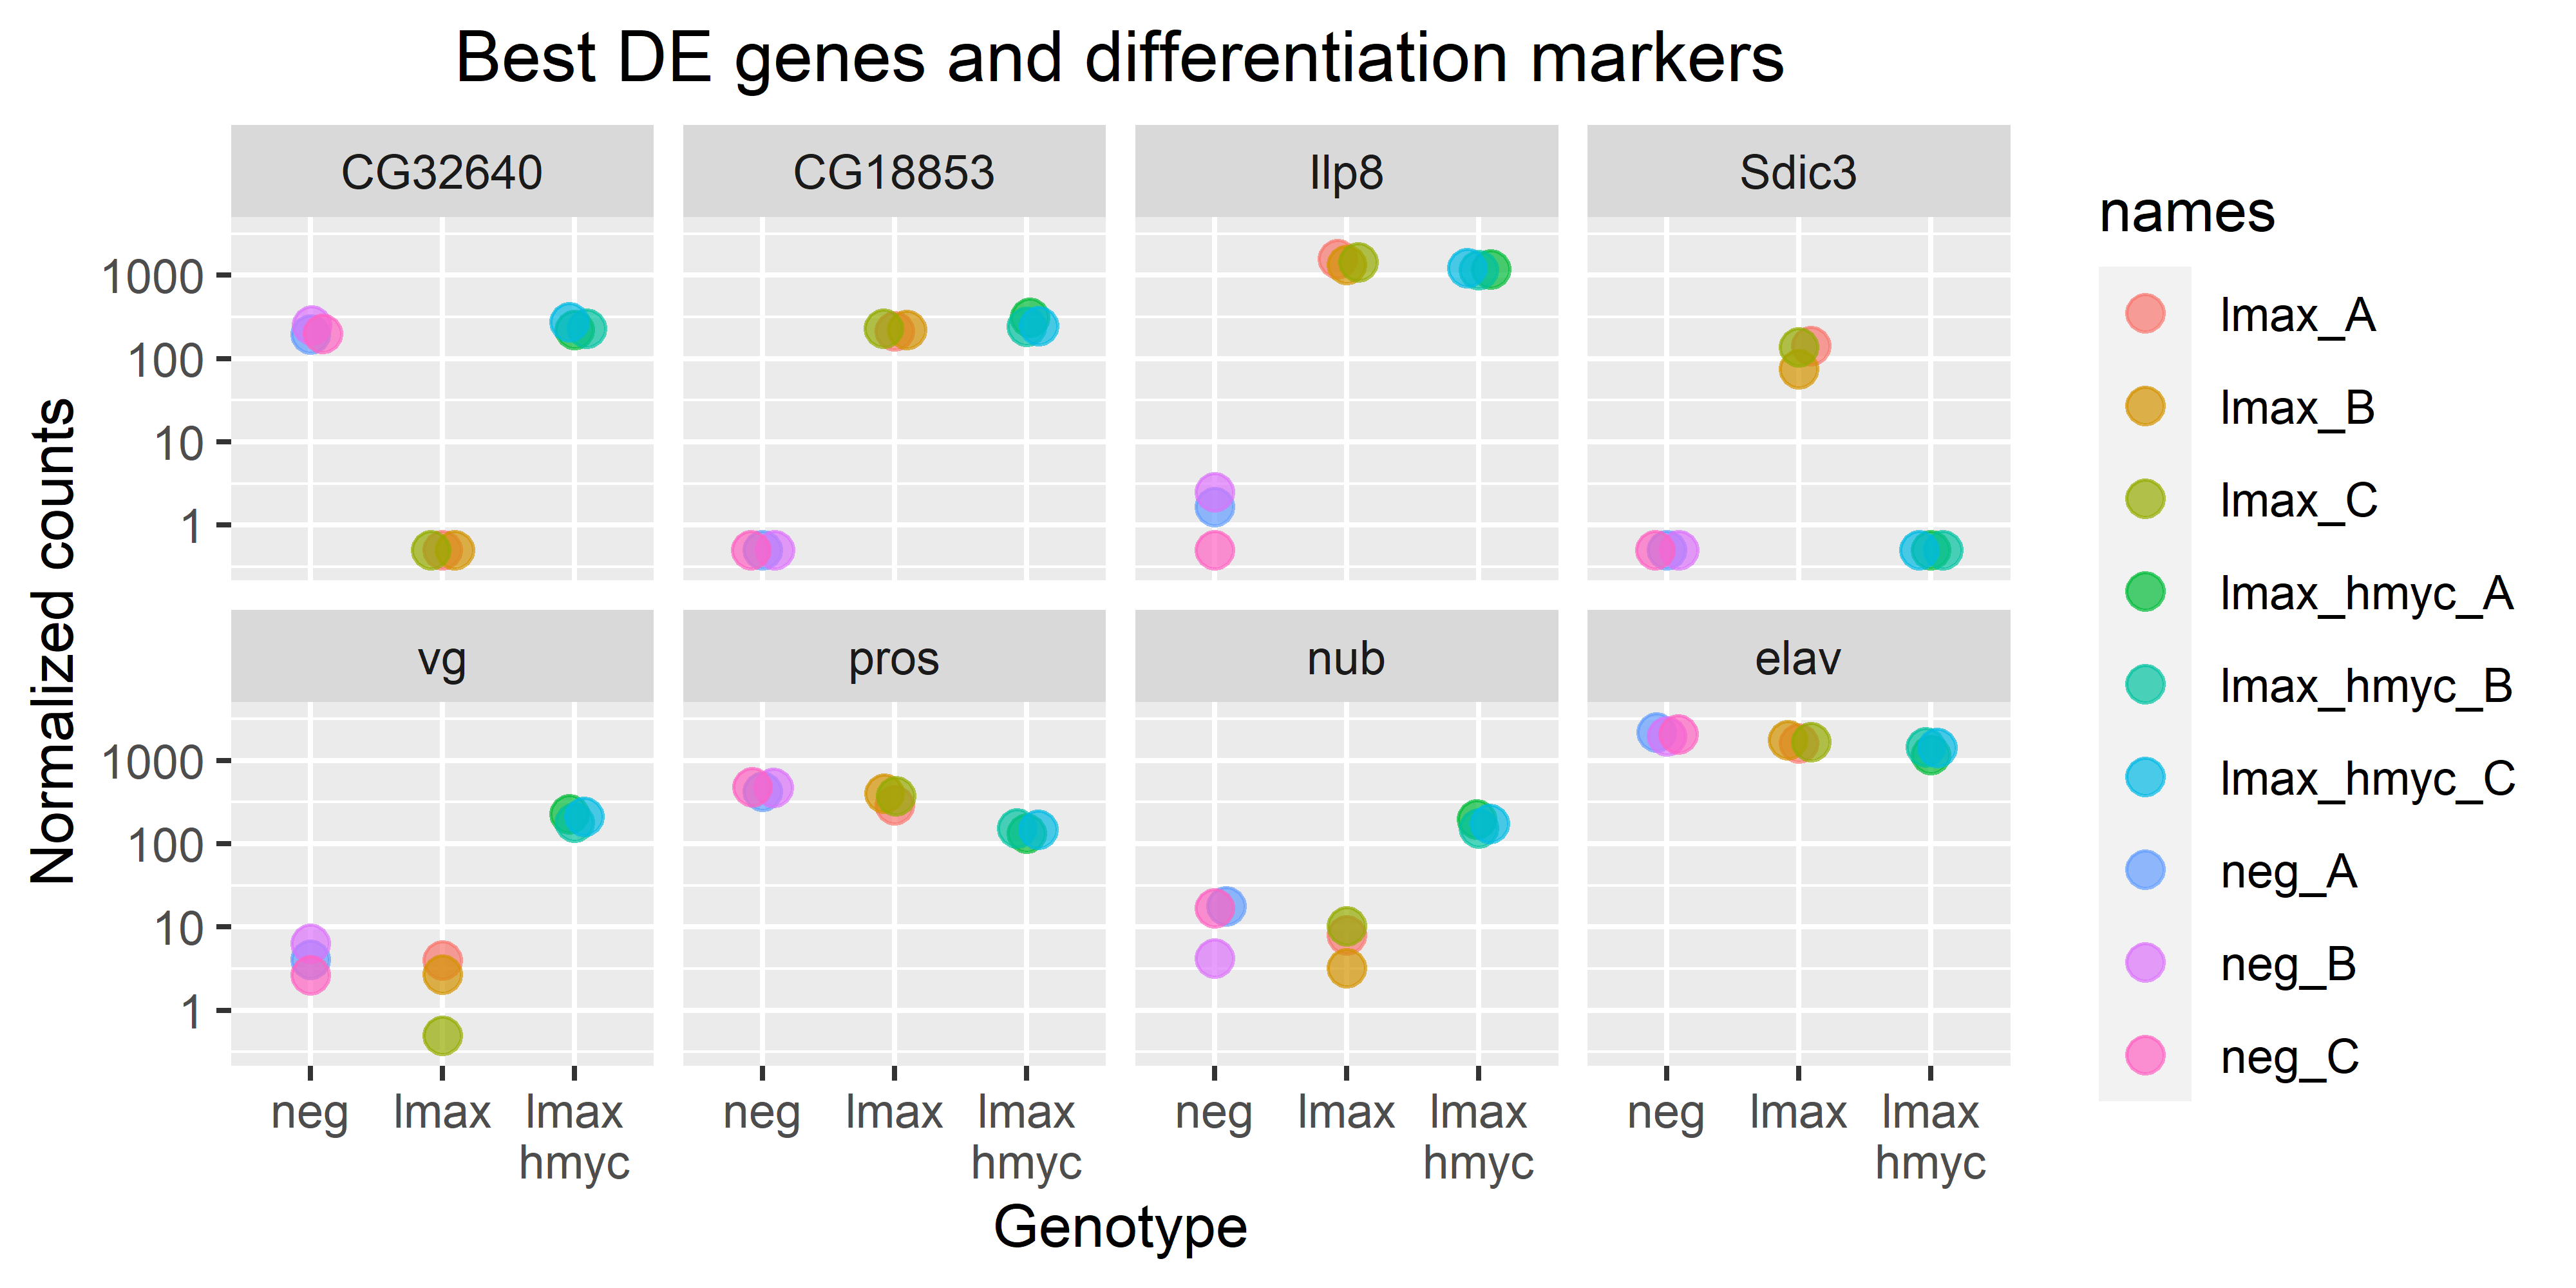 Best DE genes and differentiation markers
CG32640
CG18853
Ilp8
Sdic3
1000
100
10
1
vg
pros
nub
elav
1000
100
10
1
neg
lmax
lmax
hmyc
neg
lmax
lmax
hmyc
neg
lmax
lmax
hmyc
neg
lmax
lmax
hmyc
Genotype
Normalized counts
names
lmax_A
lmax_B
lmax_C
lmax_hmyc_A
lmax_hmyc_B
lmax_hmyc_C
neg_A
neg_B
neg_C